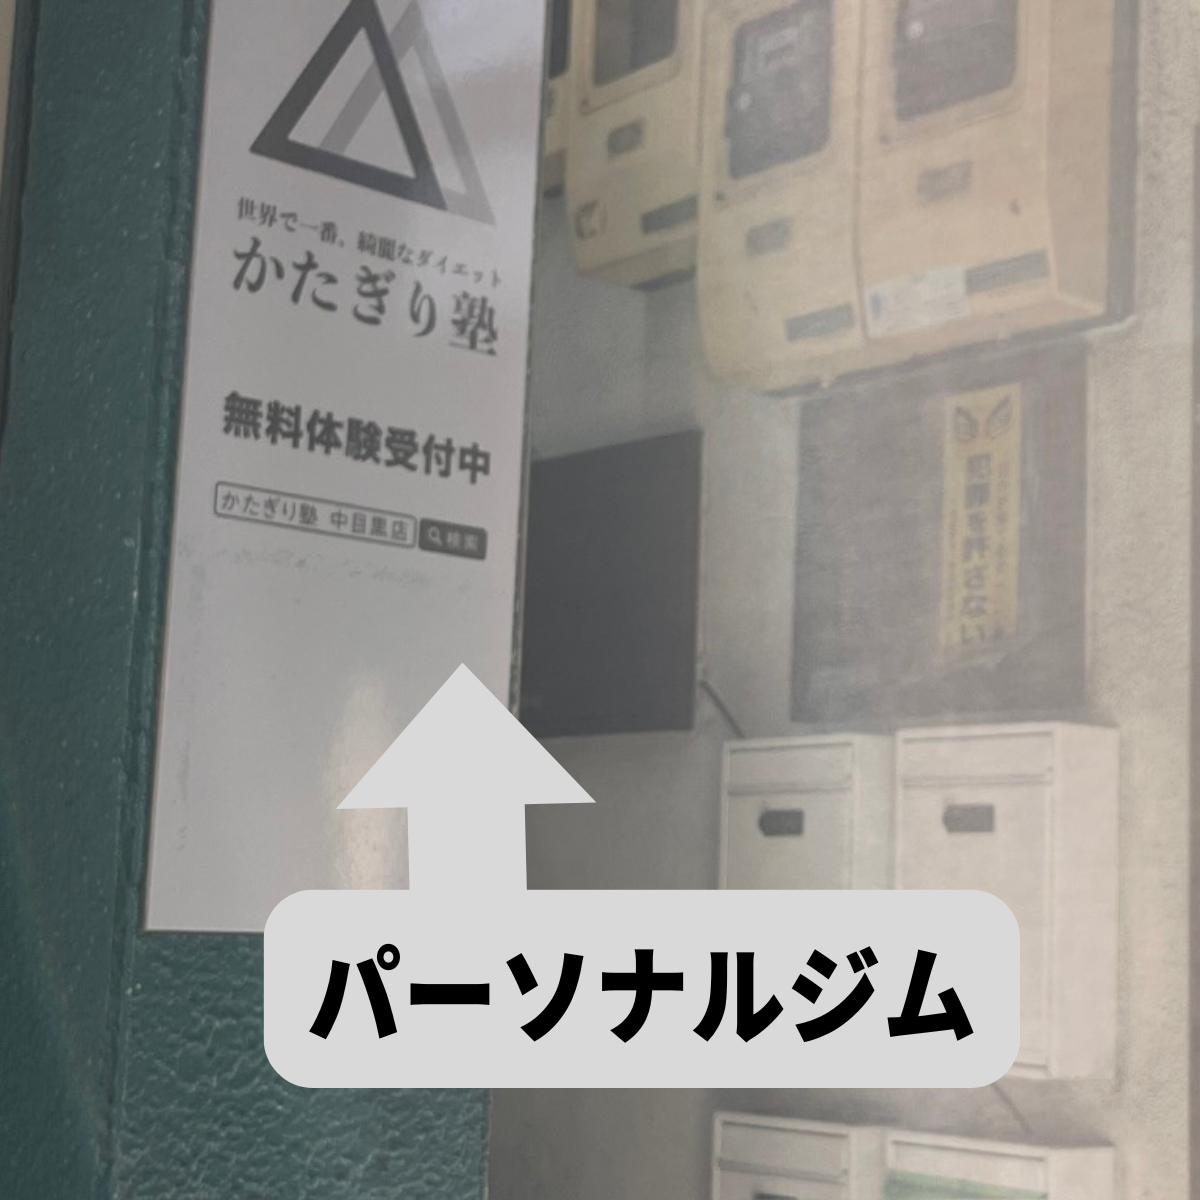 世界で一番、綺麗なダイエット
かたぎり塾
無料体験受付中
かたぎり塾 中目黒店 検索
犯罪を許さない
パーソナルジム